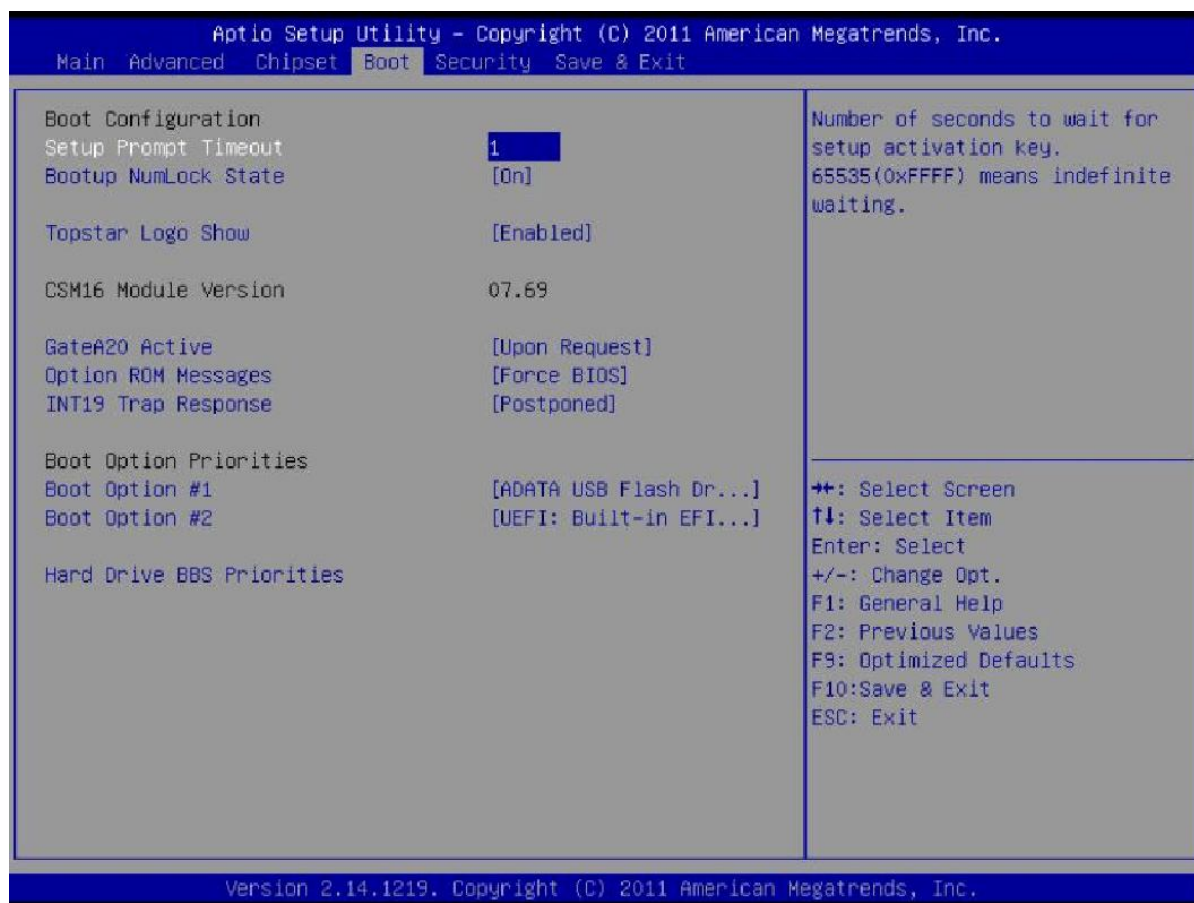 Aptio Setup Utility - Copyright (C) 2011 American Megatrends, Inc.
Main Advanced Chipset Boot Security Save & Exit
Boot Configuration
Setup Prompt Timeout 1
Bootup NumLock State [On]
Topstar Logo Show [Enabled]
CSM16 Module Version 07.69
GateA20 Active [Upon Request]
Option ROM Messages [Force BIOS]
INT19 Trap Response [Postponed]
Boot Option Priorities
Boot Option #1 [ADATA USB Flash Dr...]
Boot Option #2 [UEFI: Built-in EFI...]
Hard Drive BBS Priorities
Number of seconds to wait for
setup activation key.
65535(0xFFFF) means indefinite
waiting.
→←: Select Screen
↑↓: Select Item
Enter: Select
+/-: Change Opt.
F1: General Help
F2: Previous Values
F9: Optimized Defaults
F10:Save & Exit
ESC: Exit
Version 2.14.1219. Copyright (C) 2011 American Megatrends, Inc.